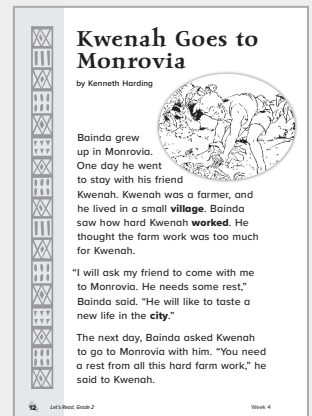 Kwenah Goes to
Monrovia
by Kenneth Harding
Bainda grew
up in Monrovia.
One day he went
to stay with his friend
Kwenah. Kwenah was a farmer, and
he lived in a small village. Bainda
saw how hard Kwenah worked. He
thought the farm work was too much
for Kwenah.
“I will ask my friend to come with me
to Monrovia. He needs some rest,”
Bainda said. “He will like to taste a
new life in the city.”
The next day, Bainda asked Kwenah
to go to Monrovia with him. “You need
a rest from all this hard farm work,” he
said to Kwenah.
12 Let's Read, Grade 2 Week 4